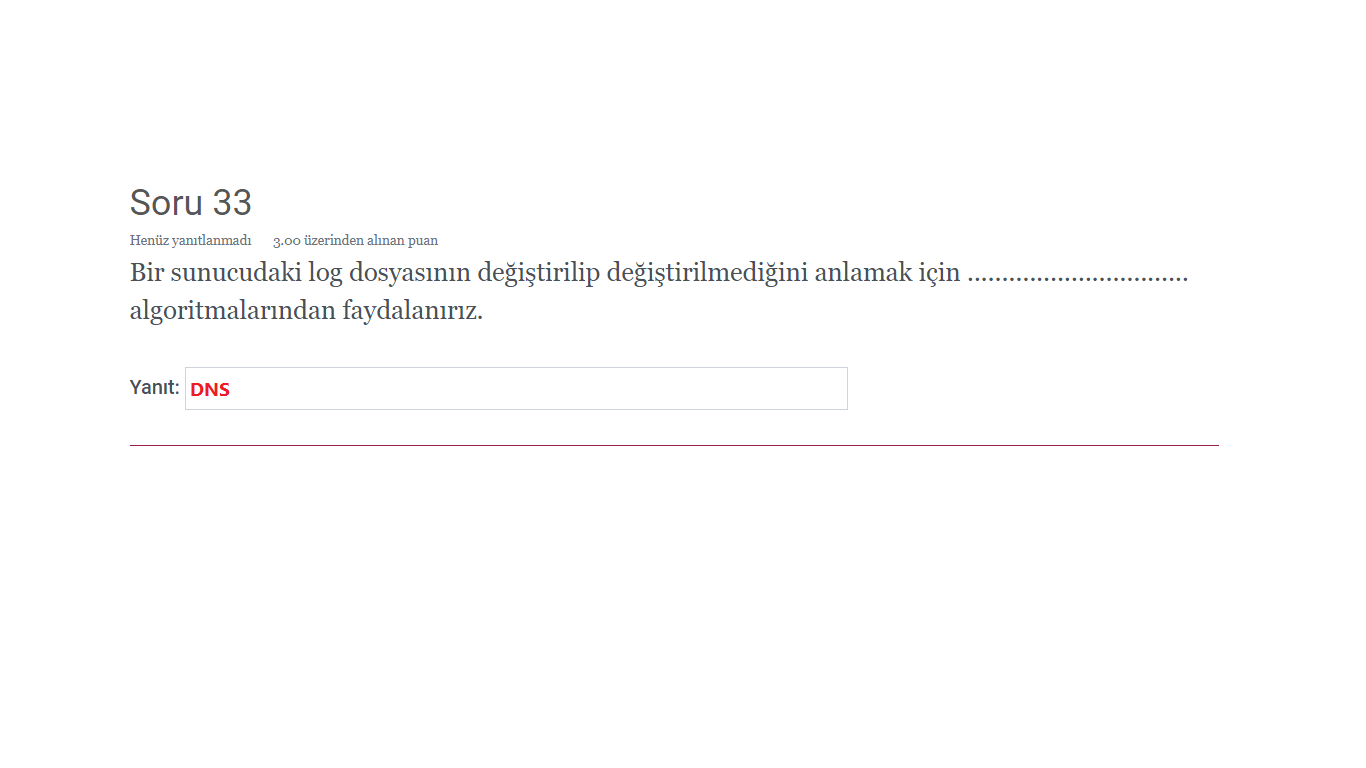 Soru 33
Henüz yanıtlanmadı 3.00 üzerinden alınan puan
Bir sunucudaki log dosyasının değiştirilip değiştirilmediğini anlamak için ................................
algoritmalarından faydalanırız.
Yanıt: DNS